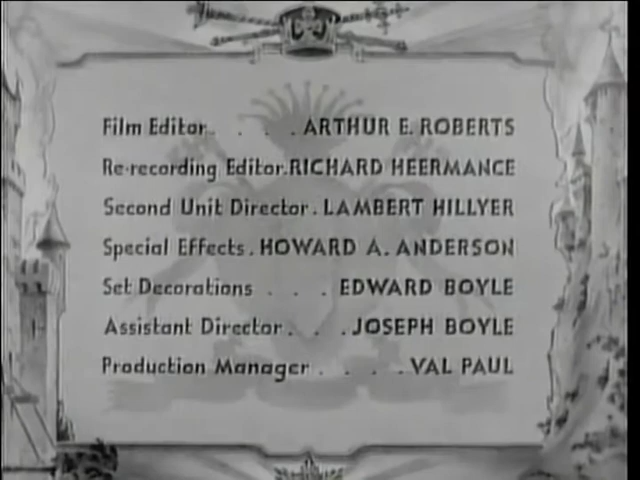 Film Editor. . . . ARTHUR E. ROBERTS
Re-recording Editor. RICHARD HEERMANCE
Second Unit Director. LAMBERT HILLYER
Special Effects. HOWARD A. ANDERSON
Set Decorations . . . EDWARD BOYLE
Assistant Director. . . . JOSEPH BOYLE
Production Manager . . . . . VAL PAUL